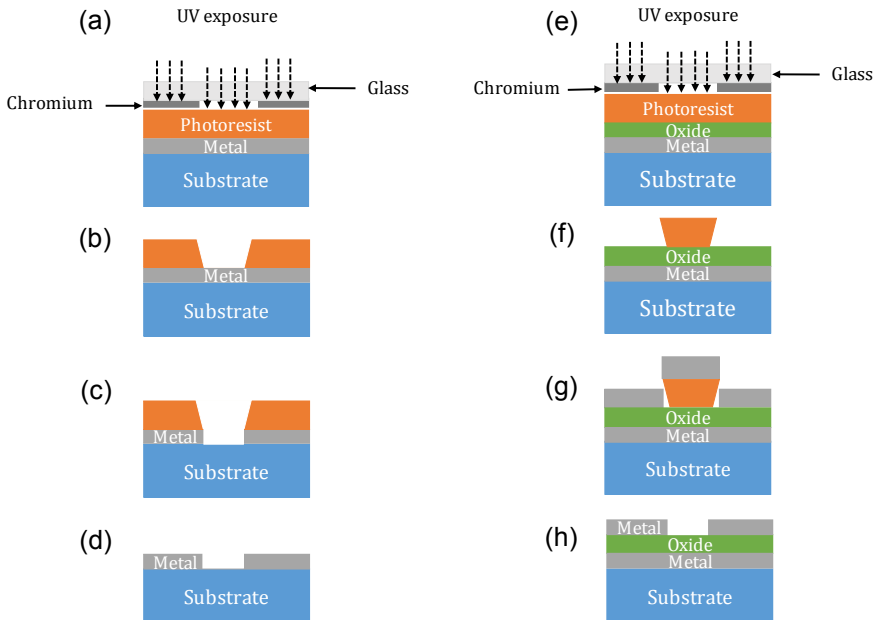 (a)
UV exposure
Glass
Chromium
Photoresist
Metal
Substrate
(b)
Metal
Substrate
(c)
Metal
Substrate
(d)
Metal
Substrate
(e)
UV exposure
Glass
Chromium
Photoresist
Oxide
Metal
Substrate
(f)
Oxide
Metal
Substrate
(g)
Oxide
Metal
Substrate
(h)
Metal
Oxide
Metal
Substrate